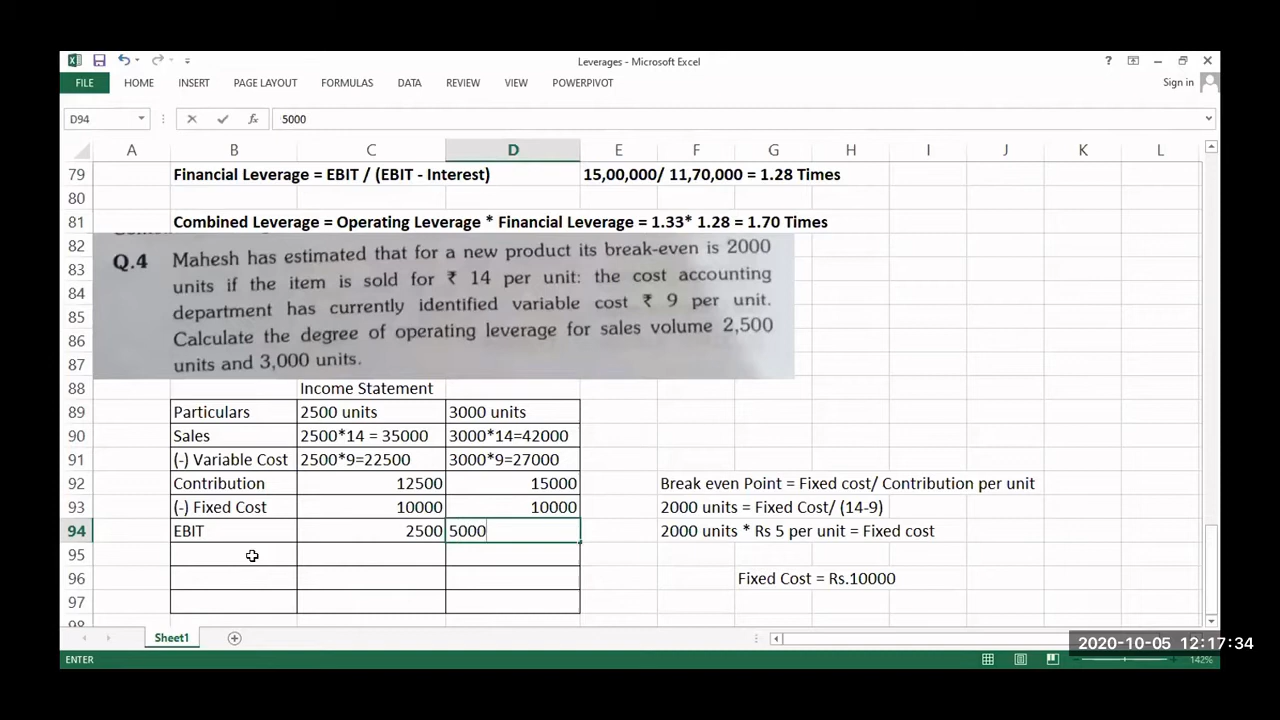 Leverages - Microsoft Excel
Sign in
FILE HOME INSERT PAGE LAYOUT FORMULAS DATA REVIEW VIEW POWERPIVOT
D94 fx 5000
A B C D E F G H I J K L
79 Financial Leverage = EBIT / (EBIT - Interest) 15,00,000/ 11,70,000 = 1.28 Times
80
81 Combined Leverage = Operating Leverage * Financial Leverage = 1.33* 1.28 = 1.70 Times
82
83
84
85
86
87
Q.4 Mahesh has estimated that for a new product its break-even is 2000
units if the item is sold for ₹ 14 per unit: the cost accounting
department has currently identified variable cost ₹ 9 per unit.
Calculate the degree of operating leverage for sales volume 2,500
units and 3,000 units.
88 Income Statement
89 Particulars 2500 units 3000 units
90 Sales 2500*14 = 35000 3000*14=42000
91 (-) Variable Cost 2500*9=22500 3000*9=27000
92 Contribution 12500 15000 Break even Point = Fixed cost/ Contribution per unit
93 (-) Fixed Cost 10000 10000 2000 units = Fixed Cost/ (14-9)
94 EBIT 2500 5000 2000 units * Rs 5 per unit = Fixed cost
95
96 Fixed Cost = Rs.10000
97
98
Sheet1
2020-10-05 12:17:34
ENTER 142%